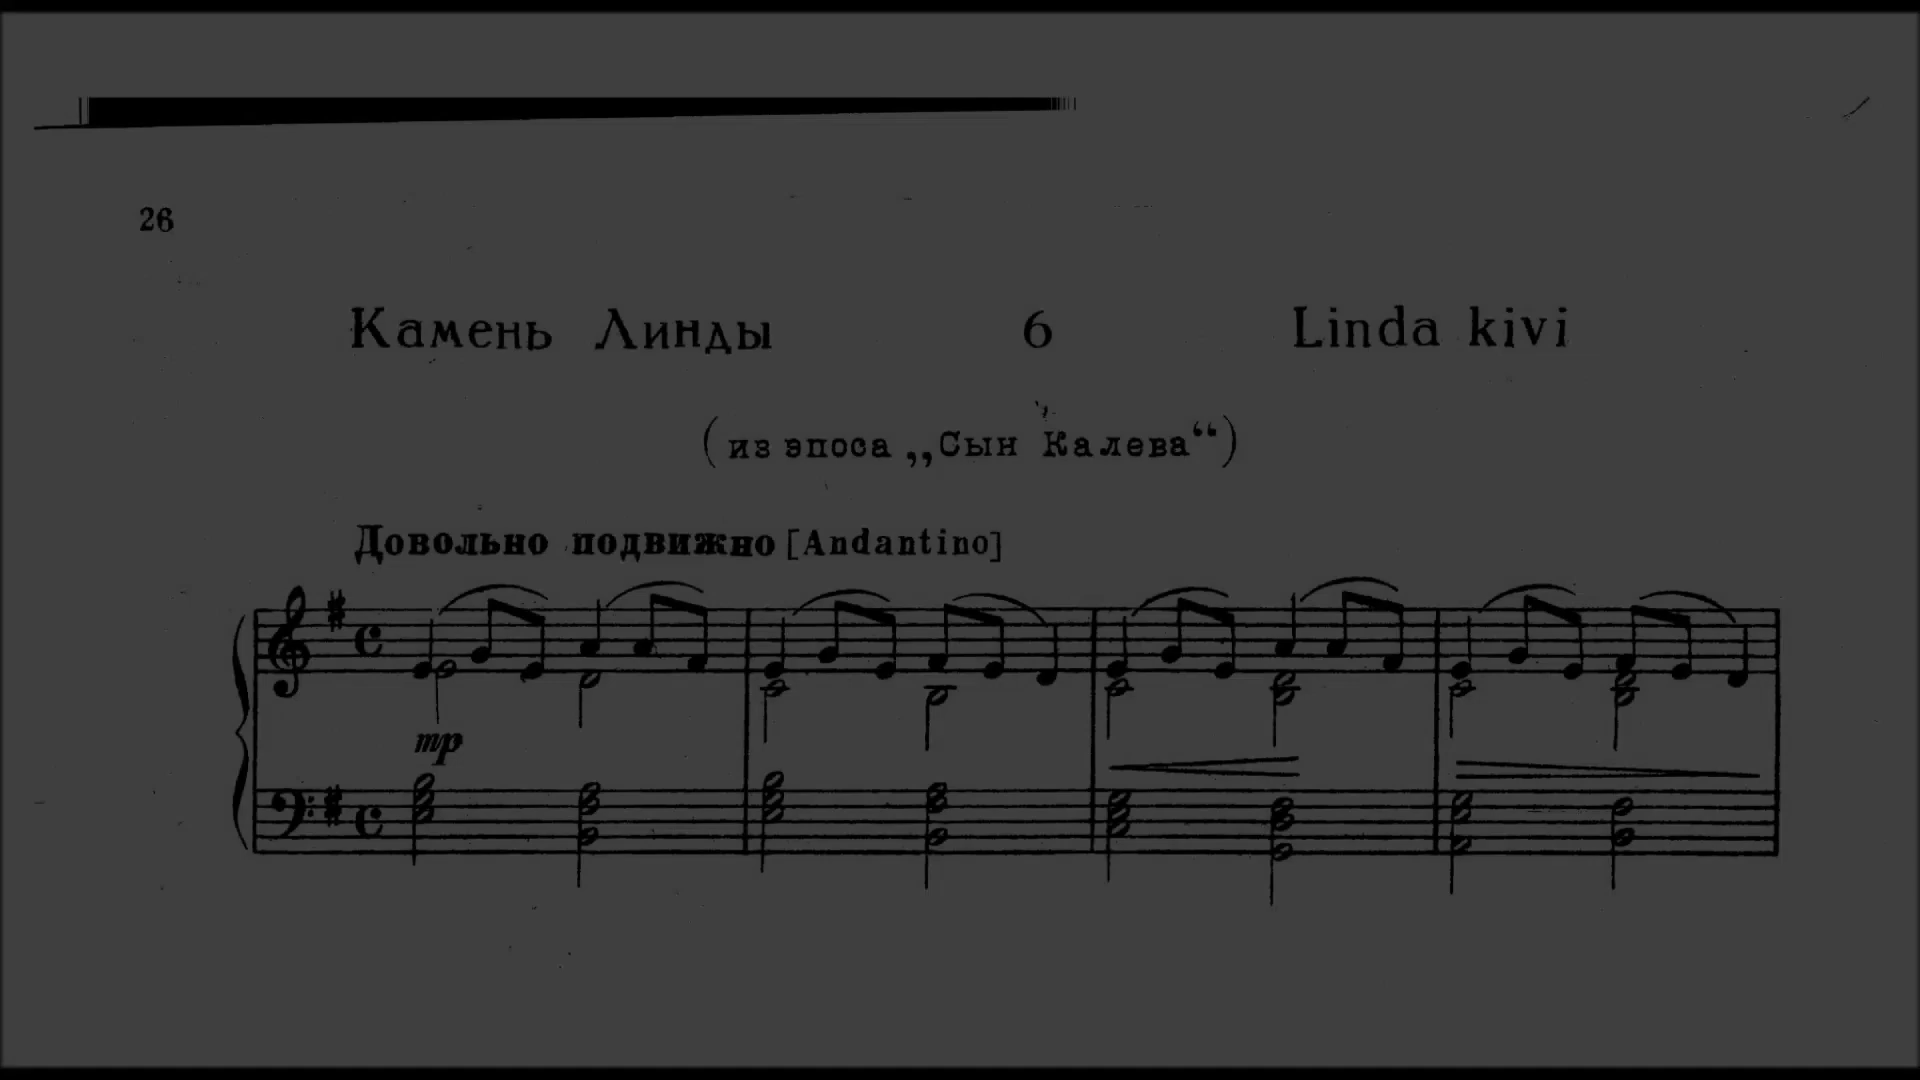 26
Камень Линды 6 Linda kivi
(из эпоса „Сын Калева“)
Довольно подвижно [Andantino]
mp